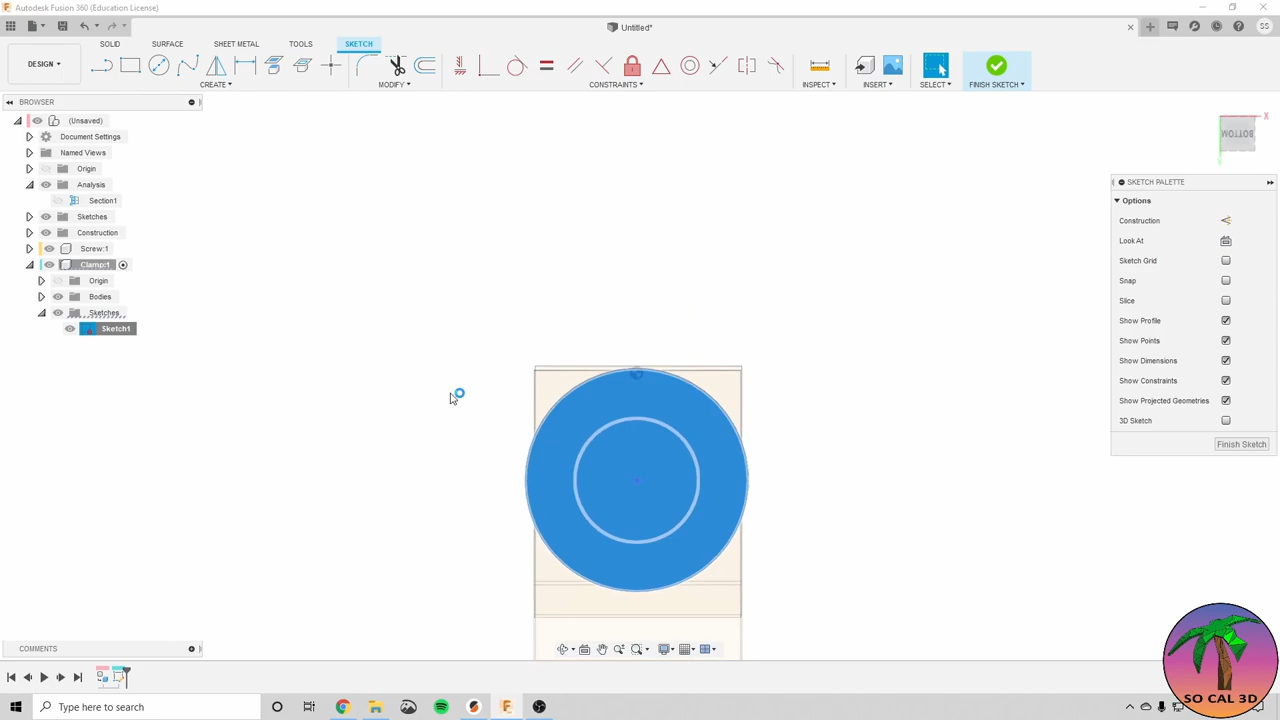 Autodesk Fusion 360 (Education License)
Untitled*
SS
DESIGN
SOLID
SURFACE
SHEET METAL
TOOLS
SKETCH
CREATE
MODIFY
CONSTRAINTS
INSPECT
INSERT
SELECT
FINISH SKETCH
BROWSER
(Unsaved)
Document Settings
Named Views
Origin
Analysis
Section1
Sketches
Construction
Screw:1
Clamp:1
Origin
Bodies
Sketches
Sketch1
X
BOTTOM
SKETCH PALETTE
Options
Construction
Look At
Sketch Grid
Snap
Slice
Show Profile
Show Points
Show Dimensions
Show Constraints
Show Projected Geometries
3D Sketch
Finish Sketch
COMMENTS
SO CAL 3D
Type here to search